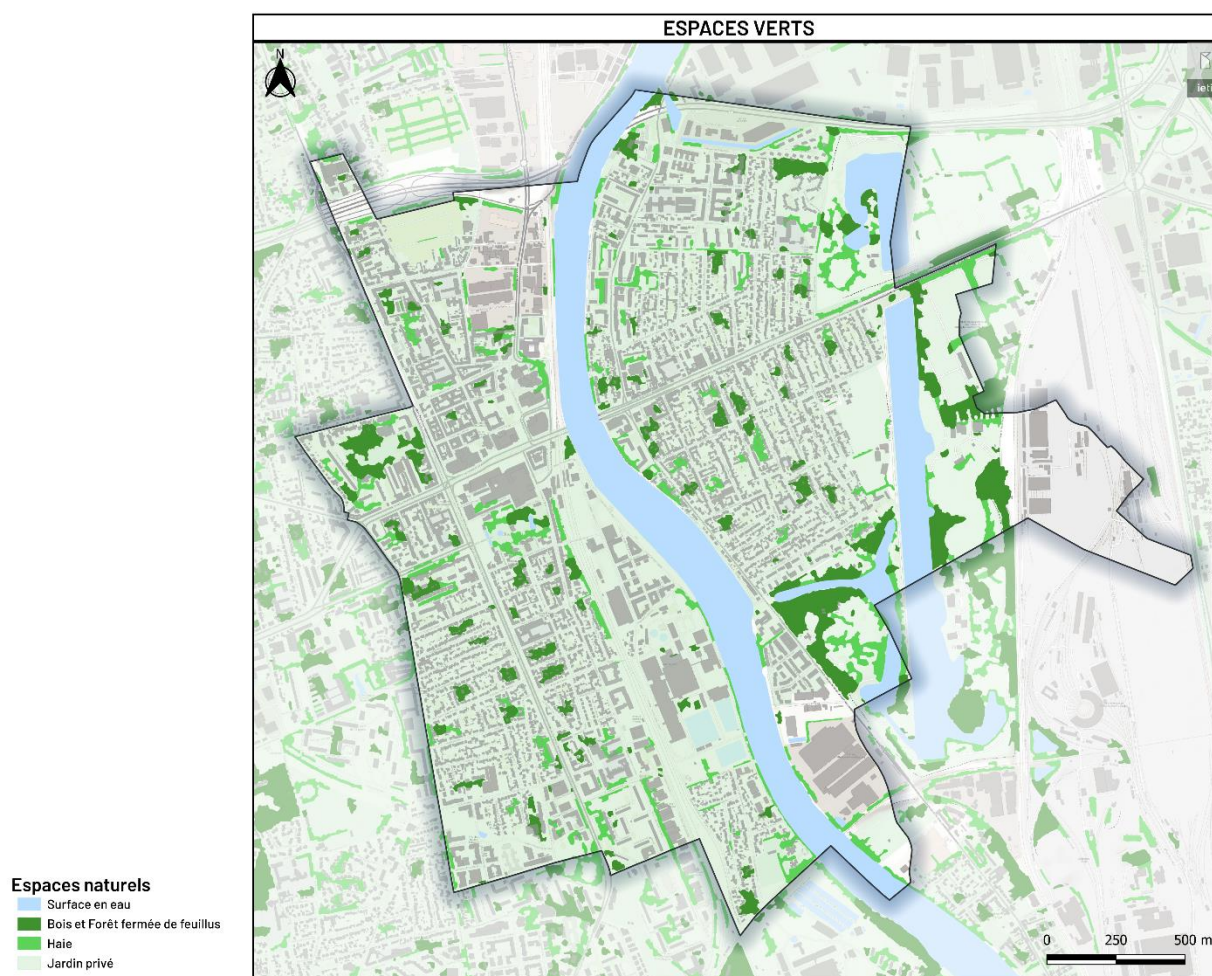 ESPACES VERTS
N
ieti
Espaces naturels
Surface en eau
Bois et Forêt fermée de feuillus
Haie
Jardin privé
0 250 500 m